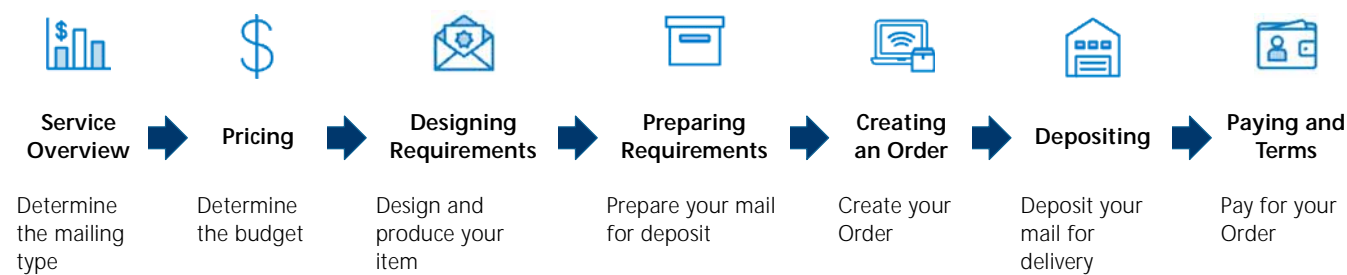 $
$
Service
Overview
Pricing
Designing
Requirements
Preparing
Requirements
Creating
an Order
Depositing
Paying and
Terms
Determine
the mailing
type
Determine
the budget
Design and
produce your
item
Prepare your mail
for deposit
Create your
Order
Deposit your
mail for
delivery
Pay for your
Order